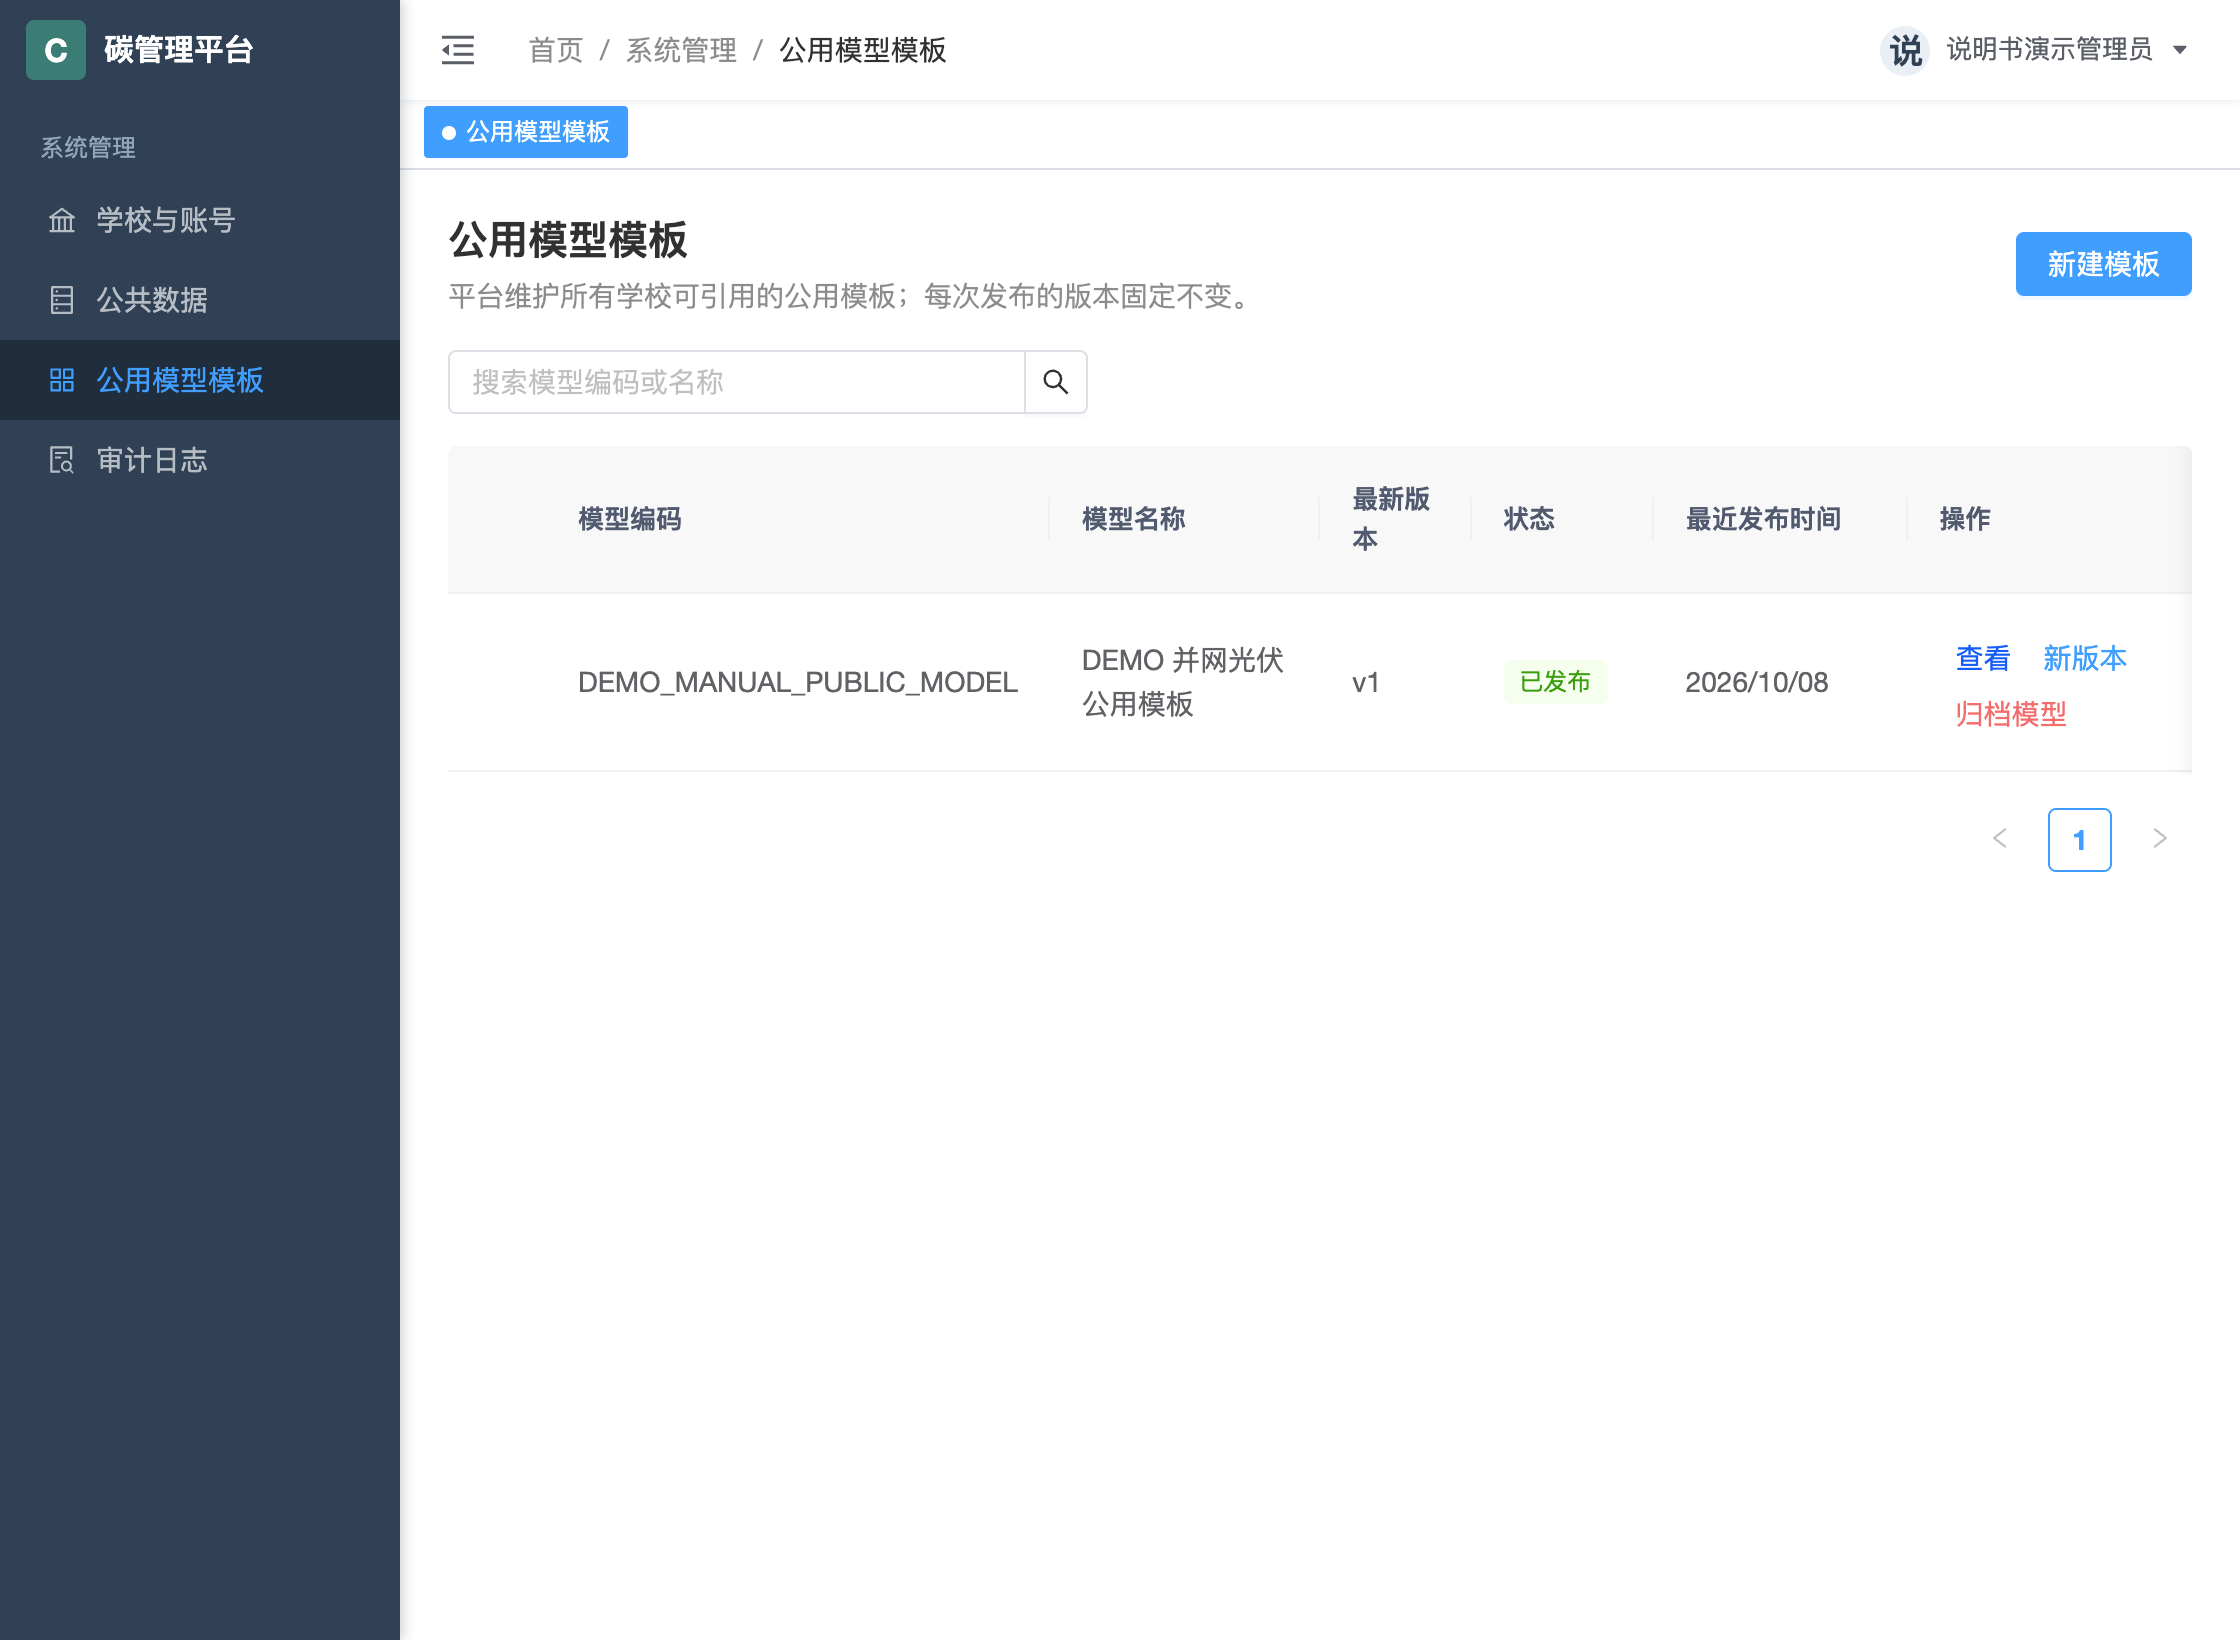 C 碳管理平台
首页 / 系统管理 / 公用模型模板
说 说明书演示管理员
系统管理
学校与账号
公共数据
公用模型模板
审计日志
公用模型模板
公用模型模板
平台维护所有学校可引用的公用模板；每次发布的版本固定不变。
新建模板
搜索模型编码或名称
模型编码
模型名称
最新版
本
状态
最近发布时间
操作
DEMO_MANUAL_PUBLIC_MODEL
DEMO 并网光伏
公用模板
v1
已发布
2026/10/08
查看 新版本
归档模型
1